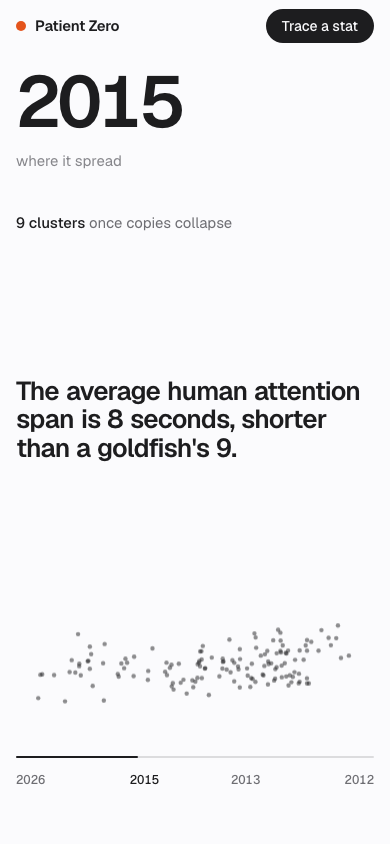 Patient Zero
Trace a stat
2015
where it spread
9 clusters once copies collapse
The average human attention
span is 8 seconds, shorter
than a goldfish's 9.
2026
2015
2013
2012